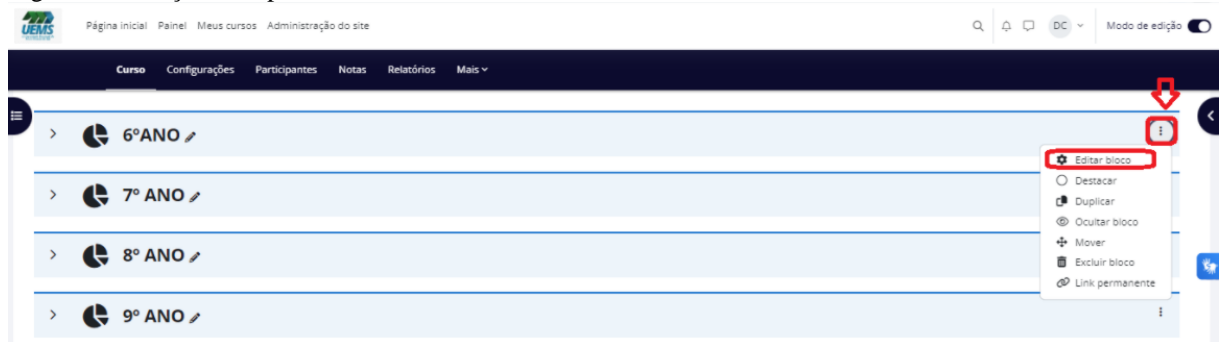 UEMS
Página inicial Painel Meus cursos Administração do site
DC
Modo de edição
Curso Configurações Participantes Notas Relatórios Mais
6ºANO
Editar bloco
Destacar
7º ANO
Duplicar
Ocultar bloco
8º ANO
Mover
Excluir bloco
Link permanente
9º ANO